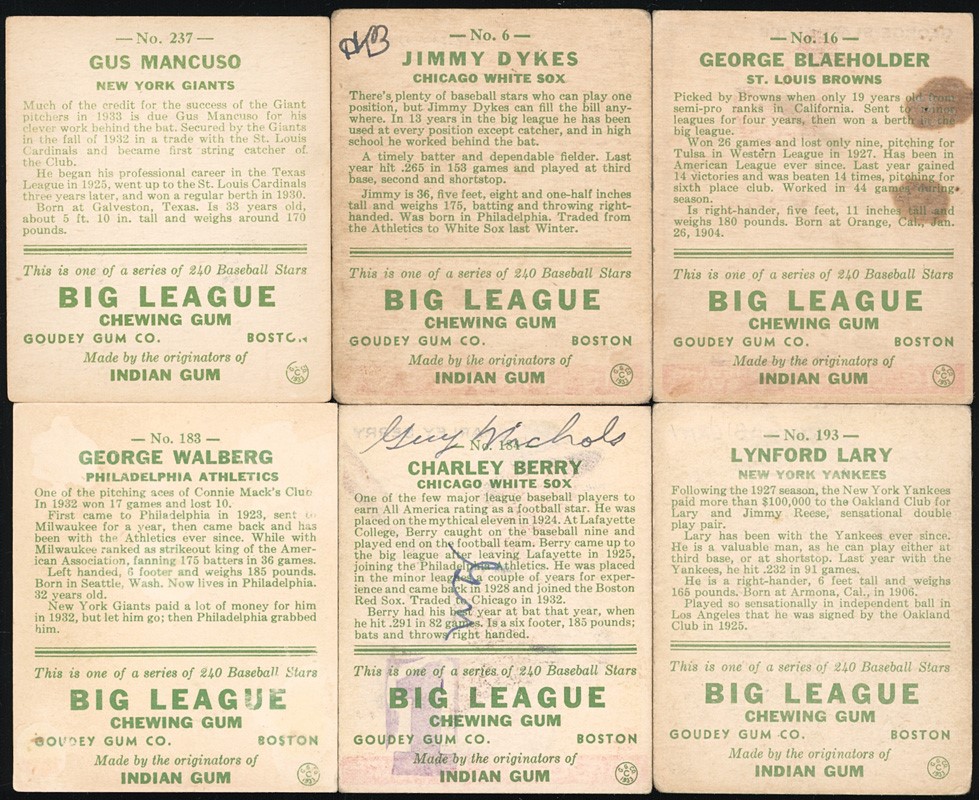 — No. 237 —
GUS MANCUSO
NEW YORK GIANTS
Much of the credit for the success of the Giant
pitchers in 1933 is due Gus Mancuso for his
clever work behind the bat. Secured by the Giants
in the fall of 1932 in a trade with the St. Louis
Cardinals and became first string catcher of
the Club.
He began his professional career in the Texas
League in 1925, went up to the St. Louis Cardinals
three years later, and won a regular berth in 1930.
Born at Galveston, Texas. Is 33 years old,
about 5 ft. 10 in. tall and weighs around 170
pounds.
This is one of a series of 240 Baseball Stars
BIG LEAGUE
CHEWING GUM
GOUDEY GUM CO. BOSTON
Made by the originators of
INDIAN GUM
— No. 6 —
JIMMY DYKES
CHICAGO WHITE SOX
There's plenty of baseball stars who can play one
position, but Jimmy Dykes can fill the bill any-
where. In 13 years in the big league he has been
used at every position except catcher, and in high
school he worked behind the bat.
A timely batter and dependable fielder. Last
year hit .265 in 153 games and played at third
base, second and shortstop.
Jimmy is 36, five feet, eight and one-half inches
tall and weighs 175, batting and throwing right-
handed. Was born in Philadelphia. Traded from
the Athletics to White Sox last Winter.
This is one of a series of 240 Baseball Stars
BIG LEAGUE
CHEWING GUM
GOUDEY GUM CO. BOSTON
Made by the originators of
INDIAN GUM
— No. 16 —
GEORGE BLAEHOLDER
ST. LOUIS BROWNS
Picked by Browns when only 19 years old from
semi-pro ranks in California. Sent to minor
leagues for four years, then won a berth in the
big league.
Won 26 games and lost only nine, pitching for
Tulsa in Western League in 1927. Has been in
American League ever since. Last year gained
14 victories and was beaten 14 times, pitching for
sixth place club. Worked in 44 games during
season.
Is right-hander, five feet, 11 inches tall and
weighs 180 pounds. Born at Orange, Cal., Jan.
26, 1904.
This is one of a series of 240 Baseball Stars
BIG LEAGUE
CHEWING GUM
GOUDEY GUM CO. BOSTON
Made by the originators of
INDIAN GUM
— No. 183 —
GEORGE WALBERG
PHILADELPHIA ATHLETICS
One of the pitching aces of Connie Mack's Club
In 1932 won 17 games and lost 10.
First came to Philadelphia in 1923, sent to
Milwaukee for a year, then came back and has
been with the Athletics ever since. While with
Milwaukee ranked as strikeout king of the Amer-
ican Association, fanning 175 batters in 36 games.
Left handed, 6 footer and weighs 185 pounds.
Born in Seattle, Wash. Now lives in Philadelphia.
32 years old.
New York Giants paid a lot of money for him
in 1932, but let him go; then Philadelphia grabbed
him.
This is one of a series of 240 Baseball Stars
BIG LEAGUE
CHEWING GUM
GOUDEY GUM CO. BOSTON
Made by the originators of
INDIAN GUM
Guy Nichols
No. 184
CHARLEY BERRY
CHICAGO WHITE SOX
One of the few major league baseball players to
earn All America rating as a football star. He was
placed on the mythical eleven in 1924. At Lafayette
College, Berry caught on the baseball nine and
played end on the football team. Berry came up to
the big league after leaving Lafayette in 1925,
joining the Philadelphia Athletics. He was placed
in the minor league a couple of years for exper-
ience and came back in 1928 and joined the Boston
Red Sox. Traded to Chicago in 1932.
Berry had his best year at bat that year, when
he hit .291 in 82 games. Is a six footer, 185 pounds;
bats and throws right handed.
This is one of a series of 240 Baseball Stars
BIG LEAGUE
CHEWING GUM
GOUDEY GUM CO. BOSTON
Made by the originators of
INDIAN GUM
— No. 193 —
LYNFORD LARY
NEW YORK YANKEES
Following the 1927 season, the New York Yankees
paid more than $100,000 to the Oakland Club for
Lary and Jimmy Reese, sensational double
play pair.
Lary has been with the Yankees ever since.
He is a valuable man, as he can play either at
third base, or at shortstop. Last year with the
Yankees, he hit .232 in 91 games.
He is a right-hander, 6 feet tall and weighs
165 pounds. Born at Armona, Cal., in 1906.
Played so sensationally in independent ball in
Los Angeles that he was signed by the Oakland
Club in 1925.
This is one of a series of 240 Baseball Stars
BIG LEAGUE
CHEWING GUM
GOUDEY GUM CO. BOSTON
Made by the originators of
INDIAN GUM